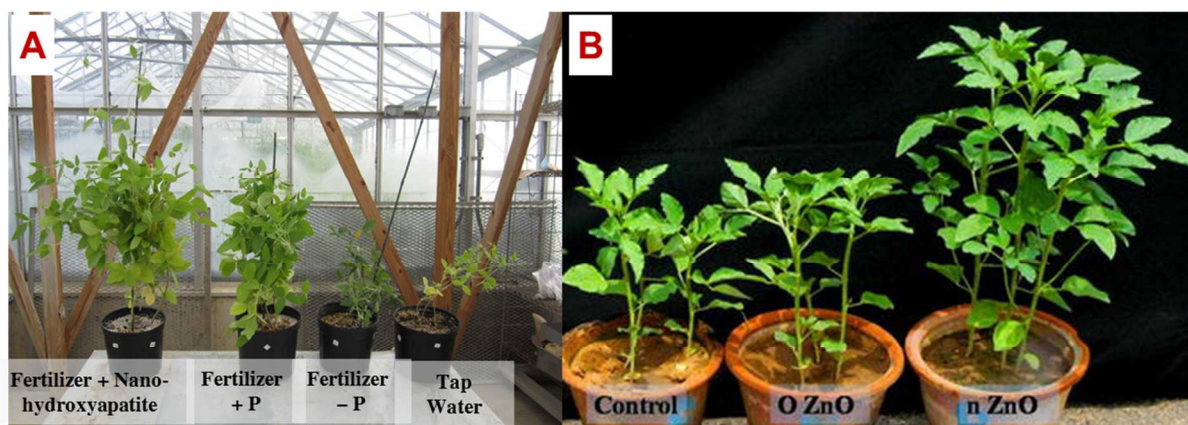 A
B
Fertilizer + Nano-
hydroxyapatite
Fertilizer
+ P
Fertilizer
– P
Tap
Water
Control
O ZnO
n ZnO